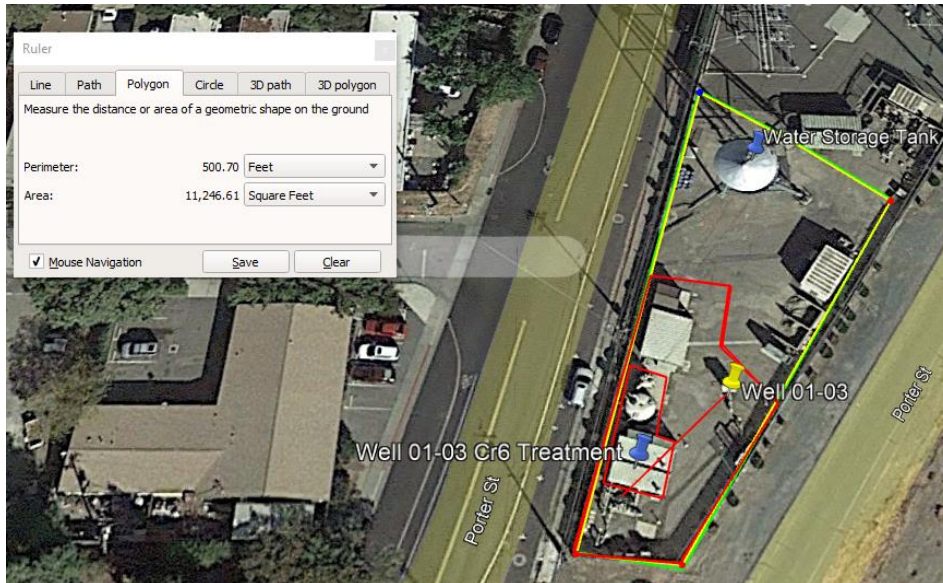 Ruler
Line Path Polygon Circle 3D path 3D polygon
Measure the distance or area of a geometric shape on the ground
Perimeter: 500.70 Feet
Area: 11,246.61 Square Feet
Mouse Navigation Save Clear
Water Storage Tank
Well 01-03
Porter St
Well 01-03 Cr6 Treatment
Porter St